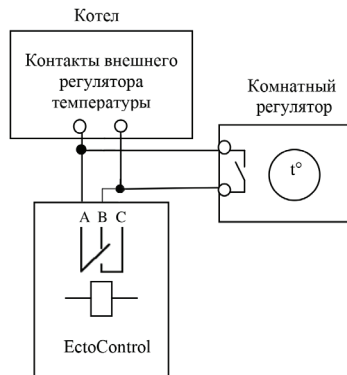 Котел
Контакты внешнего
регулятора
температуры
Комнатный
регулятор
t°
A B C
EctoControl